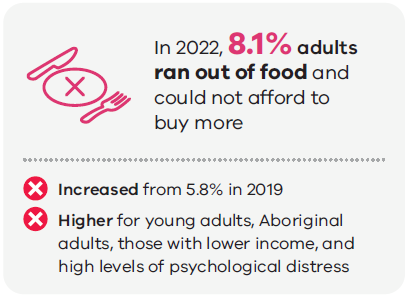 In 2022, 8.1% adults
ran out of food and
could not afford to
buy more
Increased from 5.8% in 2019
Higher for young adults, Aboriginal
adults, those with lower income, and
high levels of psychological distress